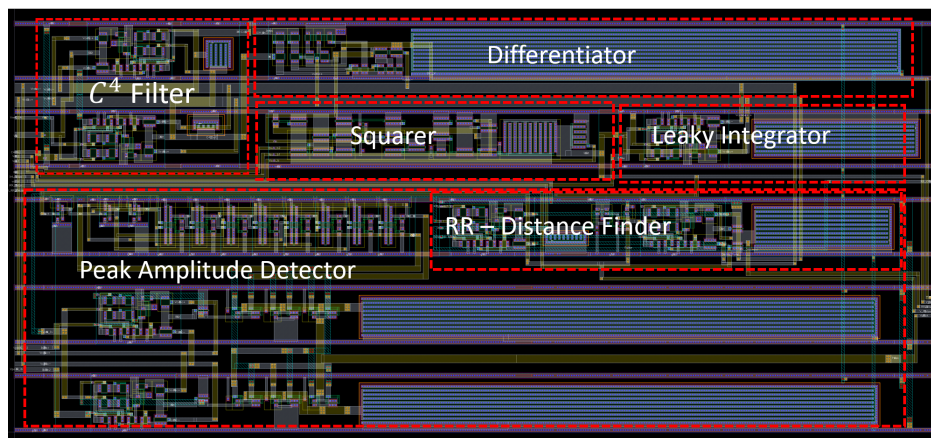 Differentiator
C⁴ Filter
Squarer
Leaky Integrator
RR – Distance Finder
Peak Amplitude Detector